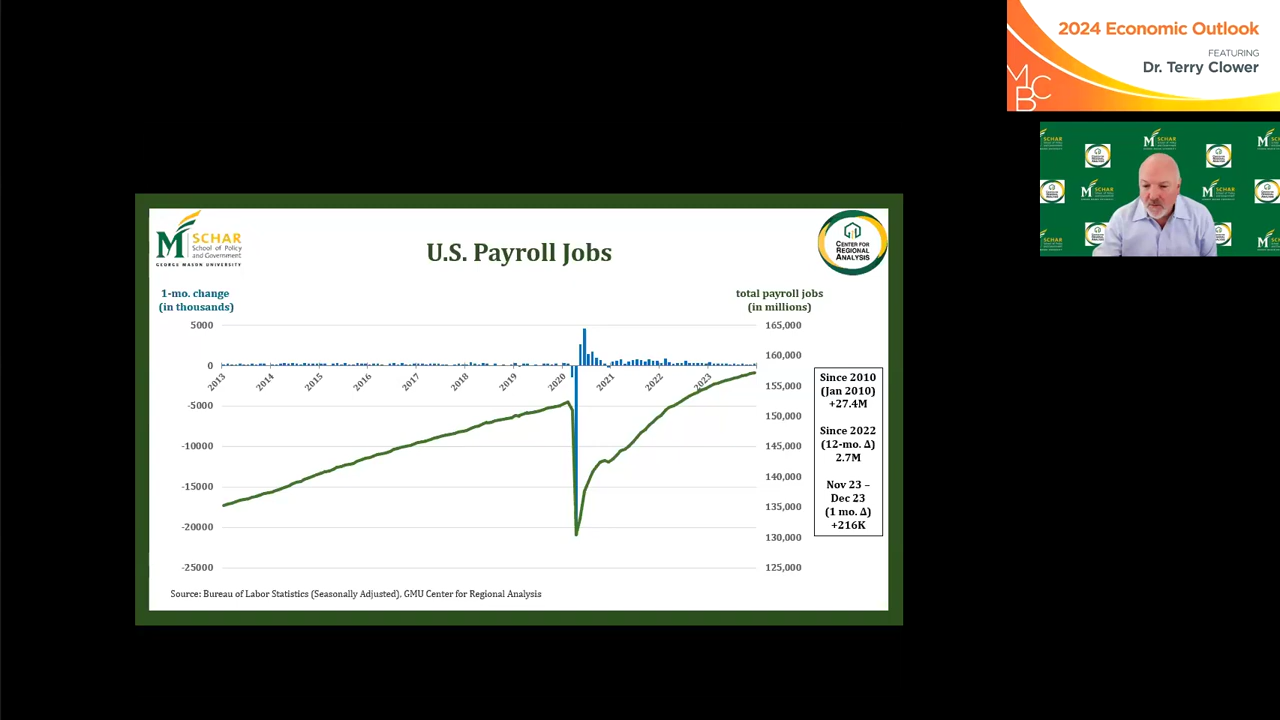 2024 Economic Outlook
FEATURING
Dr. Terry Clower
MCB
M SCHAR
School of Policy
and Government
GEORGE MASON UNIVERSITY
U.S. Payroll Jobs
CENTER FOR
REGIONAL
ANALYSIS
1-mo. change
(in thousands)
total payroll jobs
(in millions)
5000
0
-5000
-10000
-15000
-20000
-25000
2013
2014
2015
2016
2017
2018
2019
2020
2021
2022
2023
165,000
160,000
155,000
150,000
145,000
140,000
135,000
130,000
125,000
Since 2010
(Jan 2010)
+27.4M
Since 2022
(12-mo. Δ)
2.7M
Nov 23 –
Dec 23
(1 mo. Δ)
+216K
Source: Bureau of Labor Statistics (Seasonally Adjusted), GMU Center for Regional Analysis